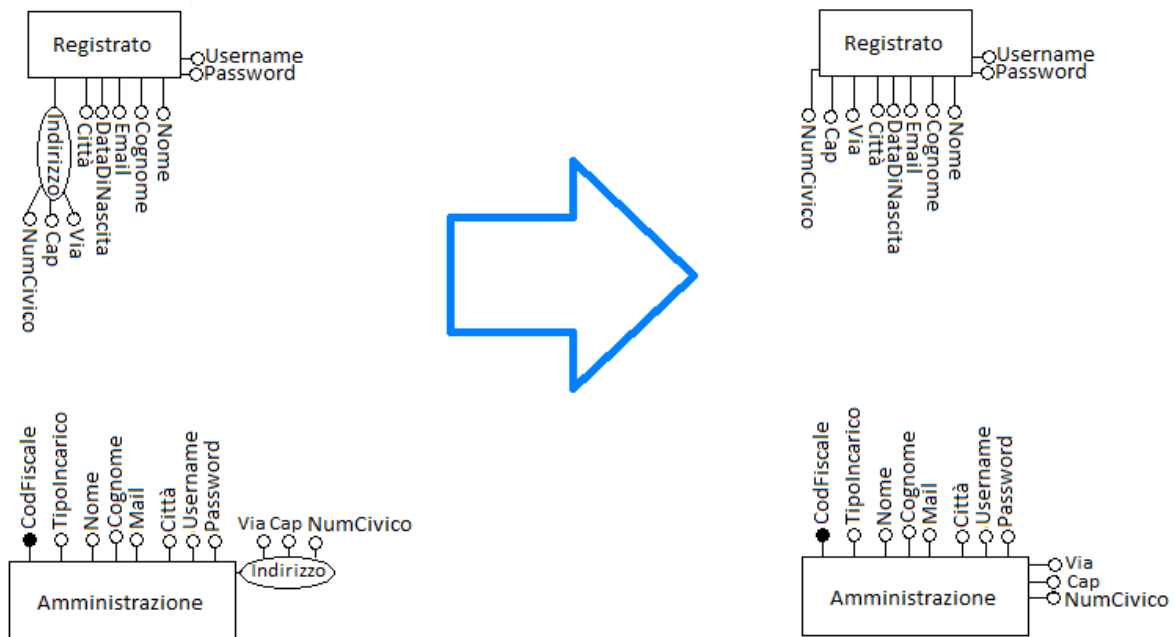 Registrato
Username
Password
Indirizzo
Città
DataDiNascita
Email
Cognome
Nome
NumCivico
Cap
Via
Registrato
Username
Password
NumCivico
Cap
Via
Città
DataDiNascita
Email
Cognome
Nome
CodFiscale
TipoIncarico
Nome
Cognome
Mail
Città
Username
Password
Via Cap NumCivico
Indirizzo
Amministrazione
CodFiscale
TipoIncarico
Nome
Cognome
Mail
Città
Username
Password
Via
Cap
NumCivico
Amministrazione